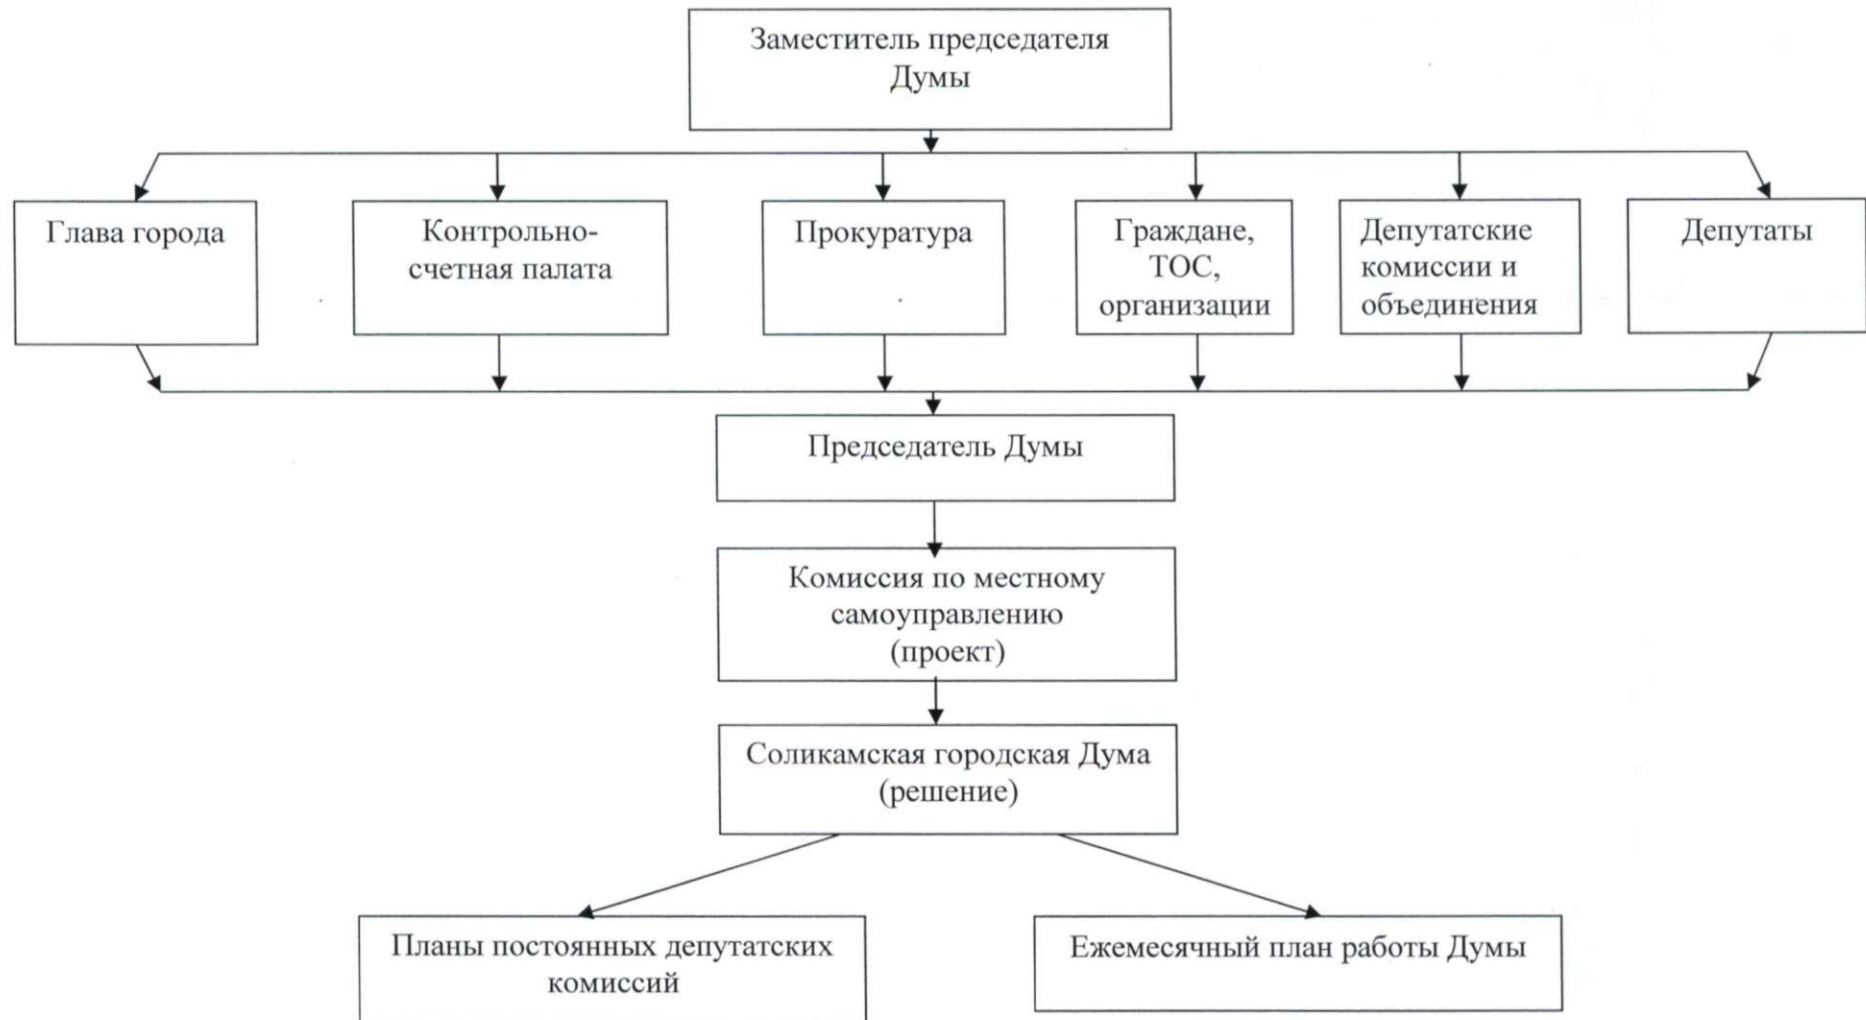 Заместитель председателя
Думы
Глава города
Контрольно-
счетная палата
Прокуратура
Граждане,
ТОС,
организации
Депутатские
комиссии и
объединения
Депутаты
Председатель Думы
Комиссия по местному
самоуправлению
(проект)
Соликамская городская Дума
(решение)
Планы постоянных депутатских
комиссий
Ежемесячный план работы Думы